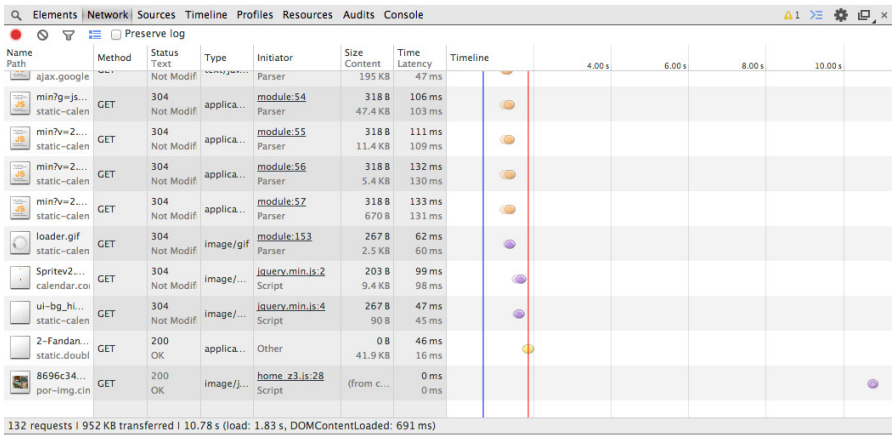 Elements Network Sources Timeline Profiles Resources Audits Console 1
Preserve log
Name Path Method Status Text Type Initiator Size Content Time Latency Timeline 4.00 s 6.00 s 8.00 s 10.00 s
ajax.google Not Modifi Parser 195 KB 47 ms
min?g=js... GET 304 applica... module:54 318 B 106 ms
static-calen Not Modifi Parser 47.4 KB 103 ms
min?v=2.... GET 304 applica... module:55 318 B 111 ms
static-calen Not Modifi Parser 11.4 KB 109 ms
min?v=2.... GET 304 applica... module:56 318 B 132 ms
static-calen Not Modifi Parser 5.4 KB 130 ms
min?v=2.... GET 304 applica... module:57 318 B 133 ms
static-calen Not Modifi Parser 670 B 131 ms
loader.gif GET 304 image/gif module:153 267 B 62 ms
static-calen Not Modifi Parser 2.5 KB 60 ms
Spritev2.... GET 304 image/... jquery.min.js:2 203 B 99 ms
calendar.co Not Modifi Script 9.4 KB 98 ms
ui-bg_hi... GET 304 image/... jquery.min.js:4 267 B 47 ms
static-calen Not Modifi Script 90 B 45 ms
2-Fandan... GET 200 applica... Other 0 B 46 ms
static.doubl OK 41.9 KB 16 ms
8696c34... GET 200 image/j... home_z3.js:28 (from c... 0 ms
por-img.cin OK Script 0 ms
132 requests | 952 KB transferred | 10.78 s (load: 1.83 s, DOMContentLoaded: 691 ms)